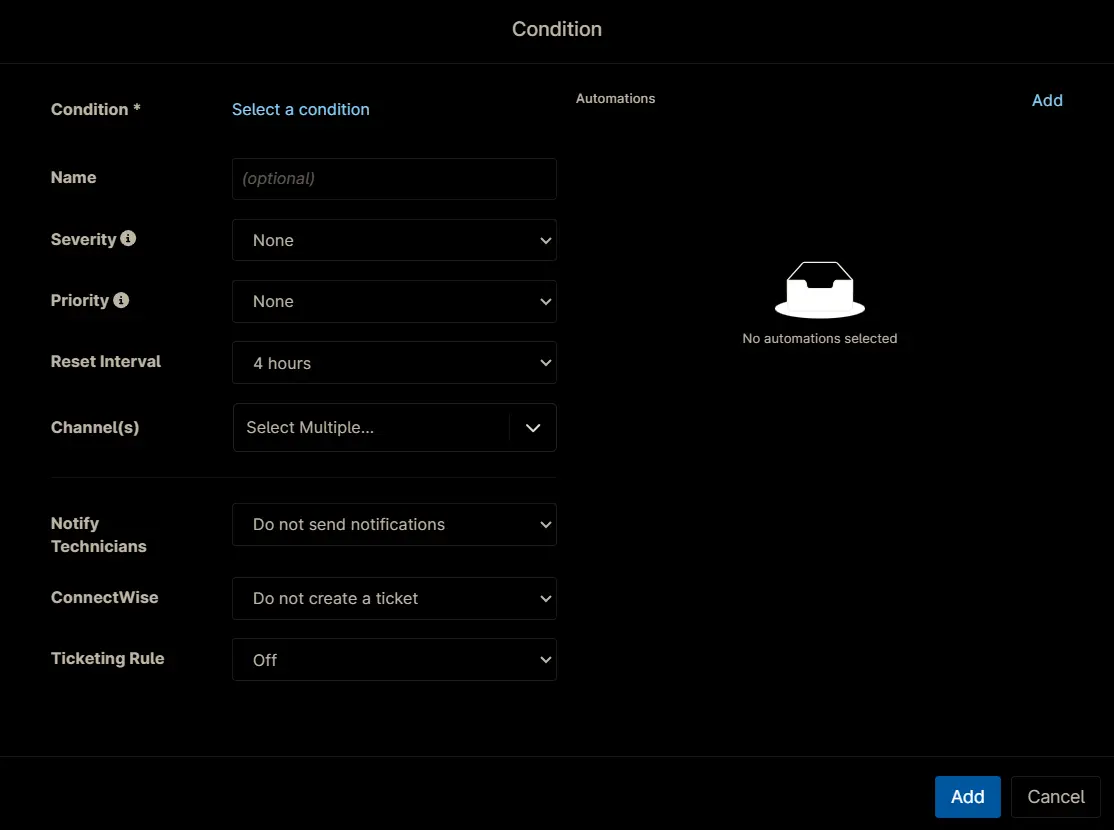 Condition
Condition *
Select a condition
Name
(optional)
Severity
None
Priority
None
Reset Interval
4 hours
Channel(s)
Select Multiple...
Notify
Technicians
Do not send notifications
ConnectWise
Do not create a ticket
Ticketing Rule
Off
Automations
Add
No automations selected
Add
Cancel